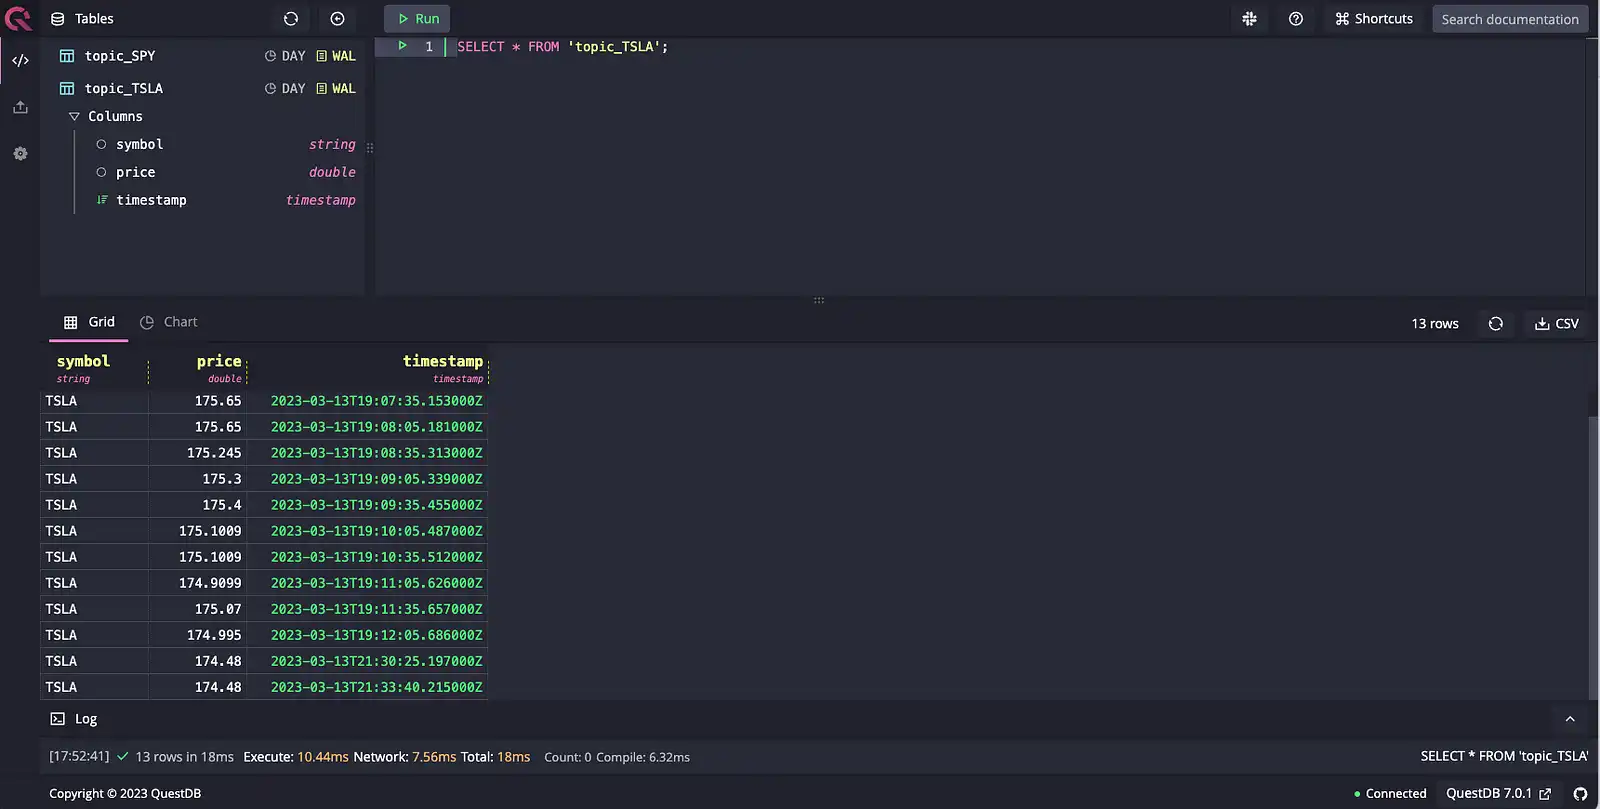 Tables
Run
Shortcuts
Search documentation
topic_SPY DAY WAL
topic_TSLA DAY WAL
Columns
symbol string
price double
timestamp timestamp
1 SELECT * FROM 'topic_TSLA';
Grid Chart
13 rows
CSV
symbol price timestamp
string double timestamp
TSLA 175.65 2023-03-13T19:07:35.153000Z
TSLA 175.65 2023-03-13T19:08:05.181000Z
TSLA 175.245 2023-03-13T19:08:35.313000Z
TSLA 175.3 2023-03-13T19:09:05.339000Z
TSLA 175.4 2023-03-13T19:09:35.455000Z
TSLA 175.1009 2023-03-13T19:10:05.487000Z
TSLA 175.1009 2023-03-13T19:10:35.512000Z
TSLA 174.9099 2023-03-13T19:11:05.626000Z
TSLA 175.07 2023-03-13T19:11:35.657000Z
TSLA 174.995 2023-03-13T19:12:05.686000Z
TSLA 174.48 2023-03-13T21:30:25.197000Z
TSLA 174.48 2023-03-13T21:33:40.215000Z
Log
[17:52:41] 13 rows in 18ms Execute: 10.44ms Network: 7.56ms Total: 18ms Count: 0 Compile: 6.32ms SELECT * FROM 'topic_TSLA'
Copyright © 2023 QuestDB
Connected QuestDB 7.0.1